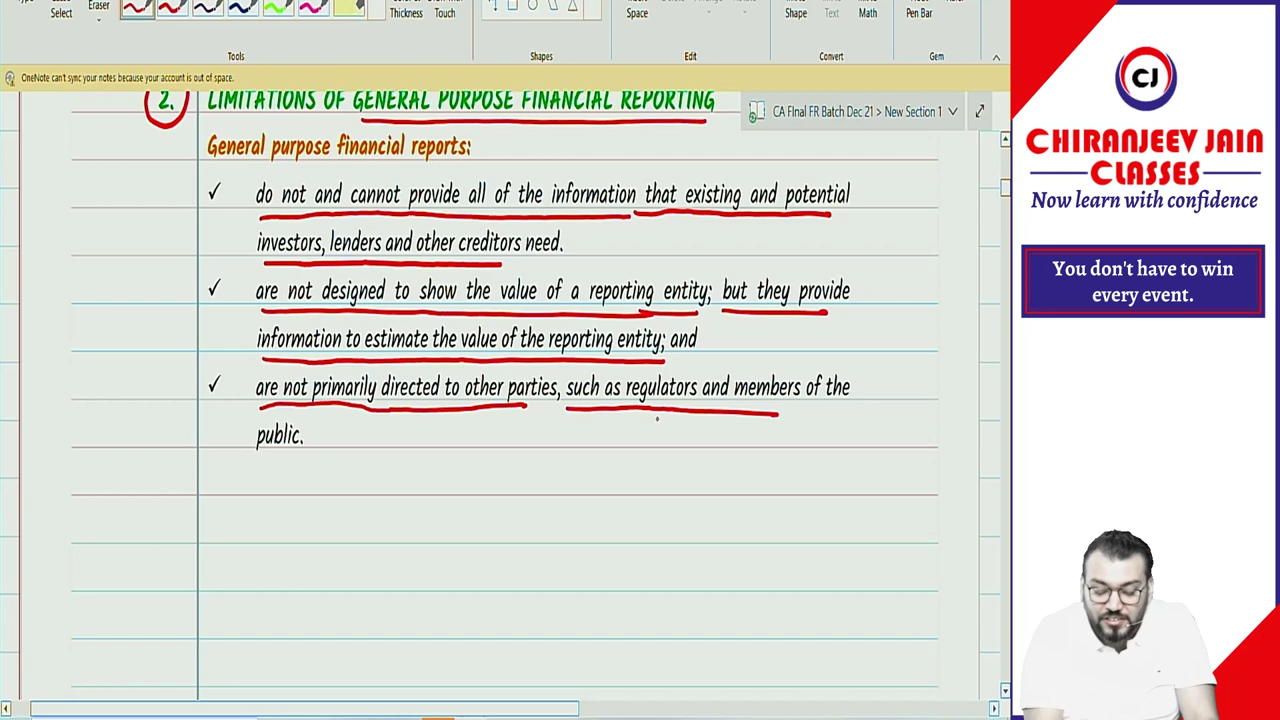 Select
Eraser
Thickness
Touch
Space
Shape
Text
Math
Pen Bar
Tools
Shapes
Edit
Convert
Gem
OneNote can't sync your notes because your account is out of space.
2. LIMITATIONS OF GENERAL PURPOSE FINANCIAL REPORTING
CA FInal FR Batch Dec 21 > New Section 1
General purpose financial reports:
✓ do not and cannot provide all of the information that existing and potential
investors, lenders and other creditors need.
✓ are not designed to show the value of a reporting entity; but they provide
information to estimate the value of the reporting entity; and
✓ are not primarily directed to other parties, such as regulators and members of the
public.
CJ
CHIRANJEEV JAIN
CLASSES
Now learn with confidence
You don't have to win
every event.